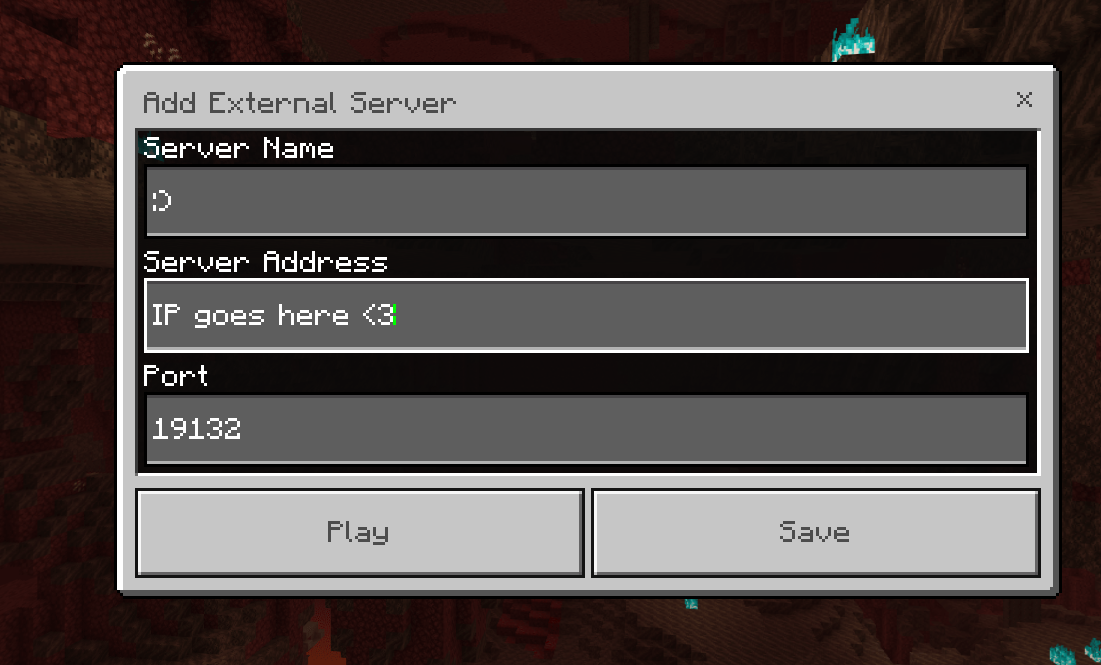 Add External Server
Server Name
:)
Server Address
IP goes here <3
Port
19132
Play
Save